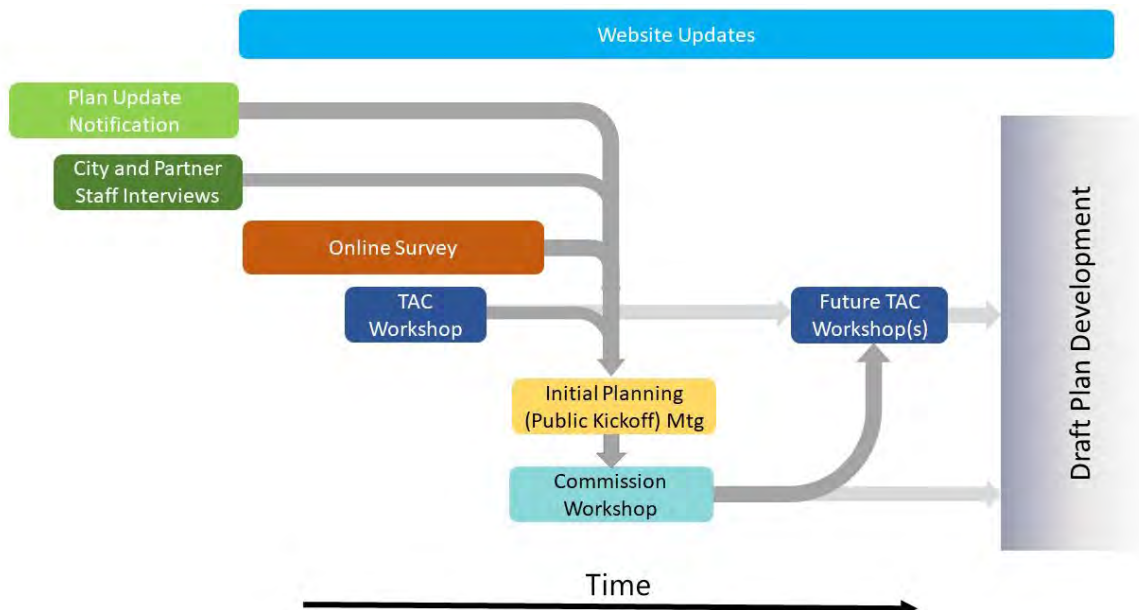 Website Updates
Plan Update
Notification
City and Partner
Staff Interviews
Online Survey
TAC
Workshop
Future TAC
Workshop(s)
Initial Planning
(Public Kickoff) Mtg
Commission
Workshop
Draft Plan Development
Time